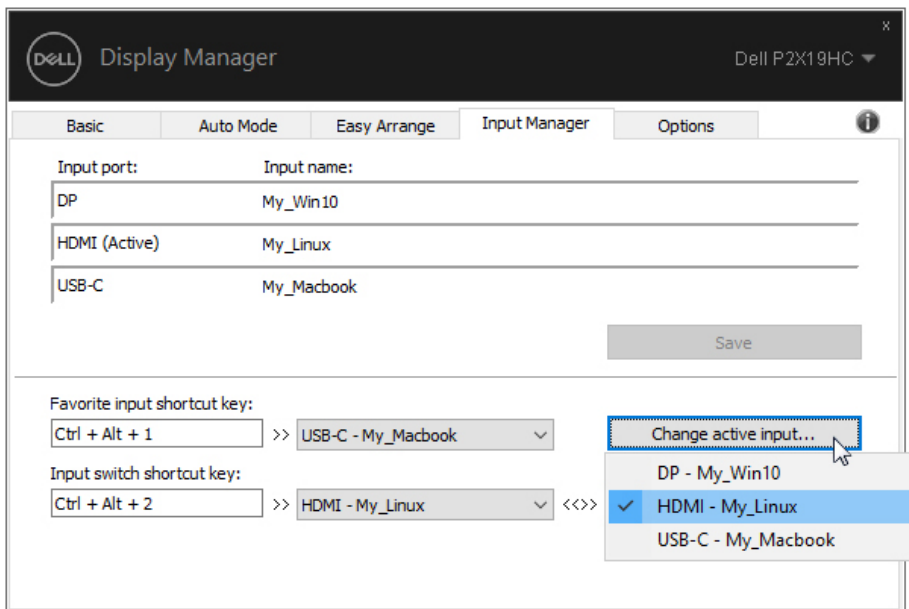 x
DELL Display Manager Dell P2X19HC
Basic Auto Mode Easy Arrange Input Manager Options i
Input port: Input name:
DP My_Win10
HDMI (Active) My_Linux
USB-C My_Macbook
Save
Favorite input shortcut key:
Ctrl + Alt + 1 >> USB-C - My_Macbook Change active input...
Input switch shortcut key: DP - My_Win10
Ctrl + Alt + 2 >> HDMI - My_Linux <<>> HDMI - My_Linux
USB-C - My_Macbook